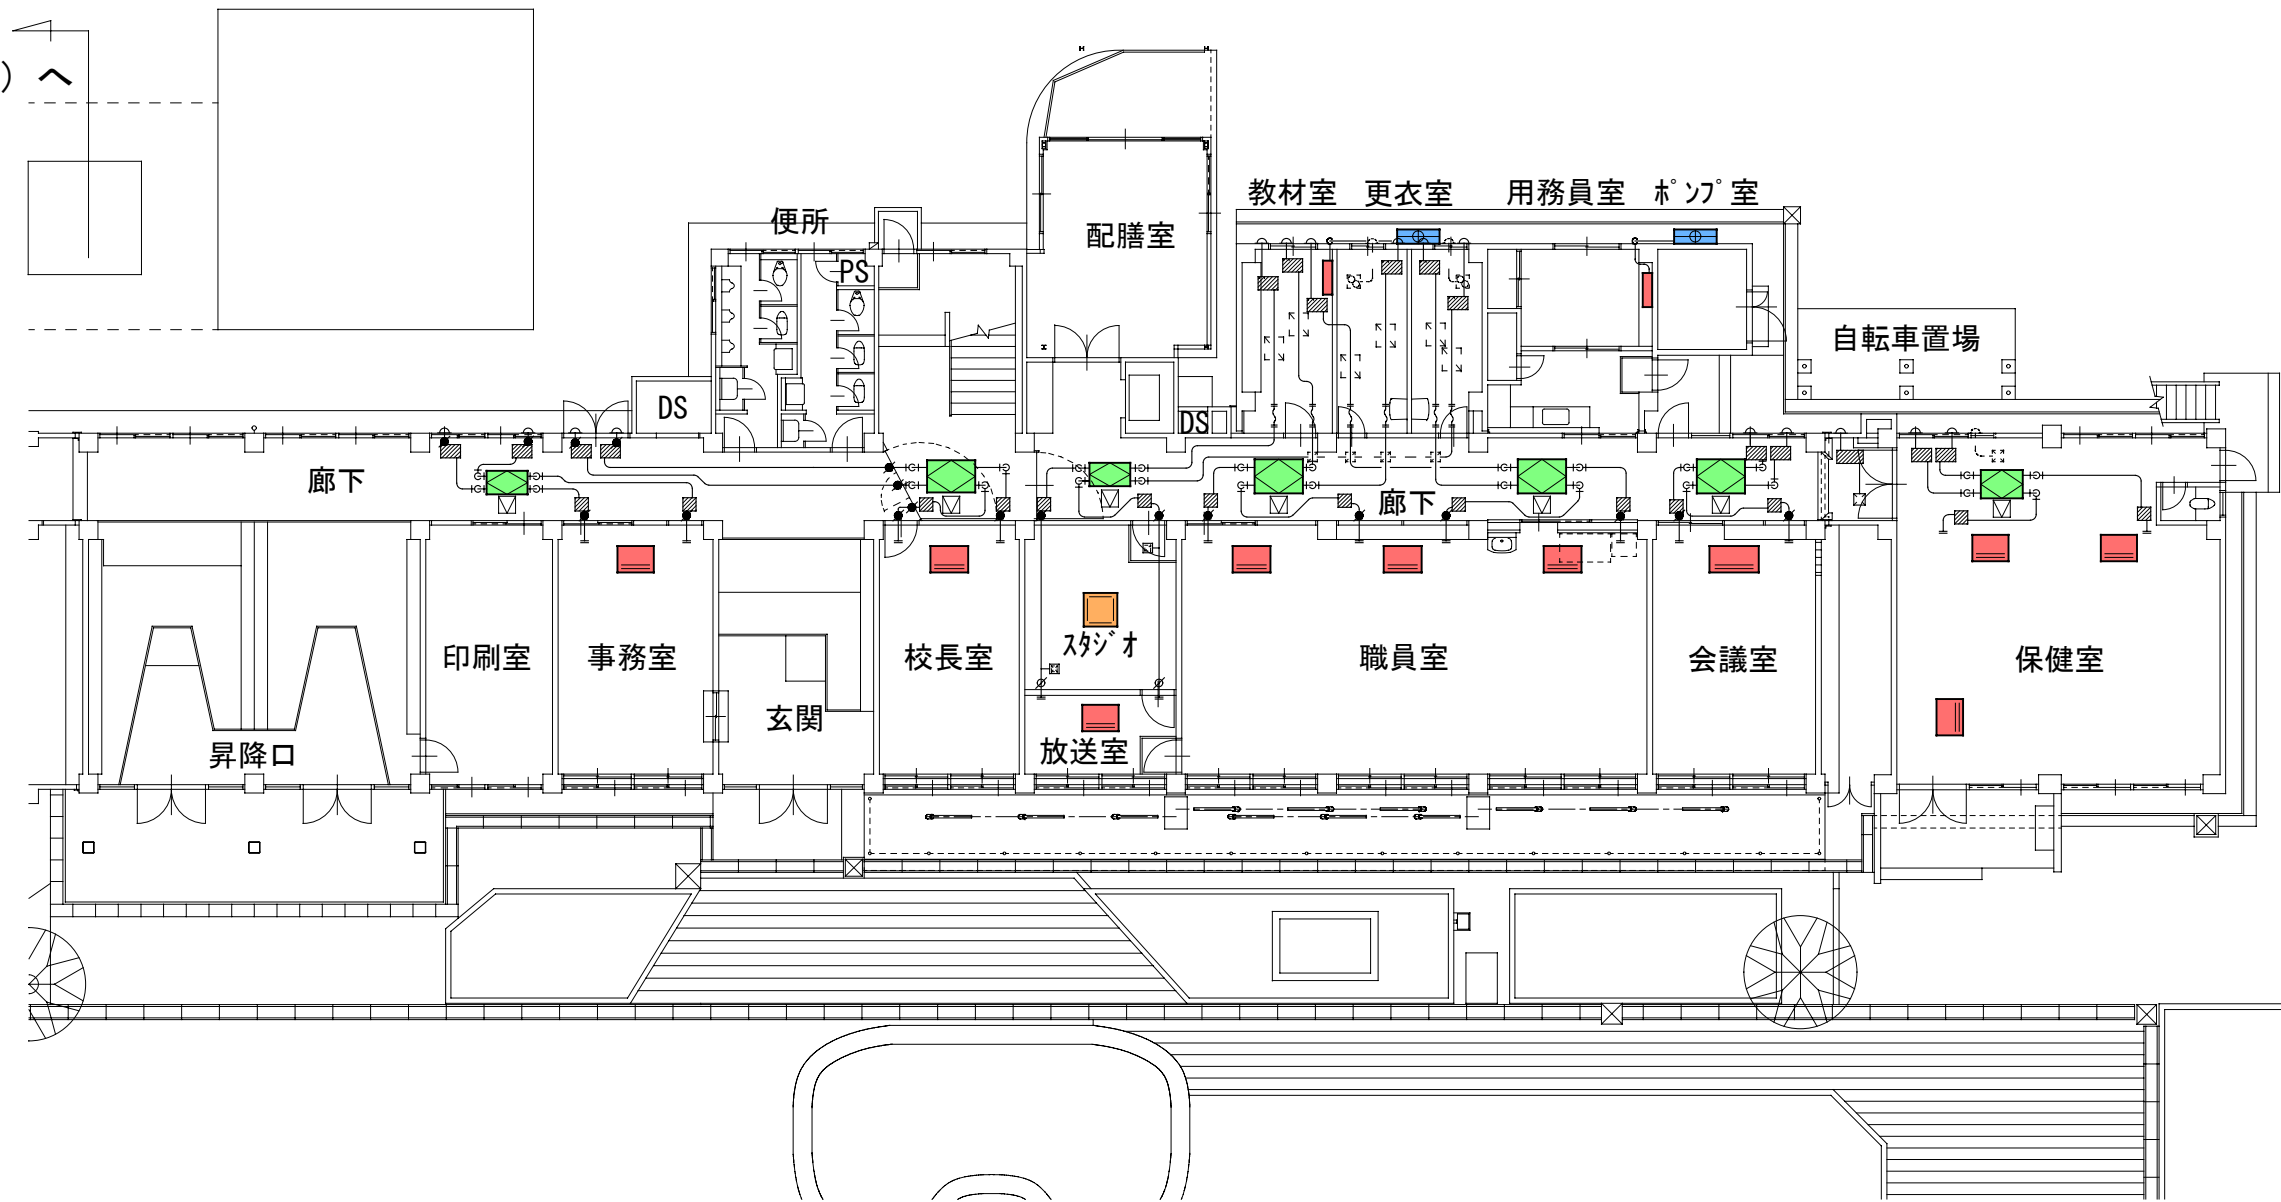 ）へ
教材室 更衣室 用務員室 ﾎﾟﾝﾌﾟ室
便所
配膳室
PS
自転車置場
DS
DS
廊下
廊下
印刷室
事務室
校長室
ｽﾀｼﾞｵ
職員室
会議室
保健室
玄関
昇降口
放送室